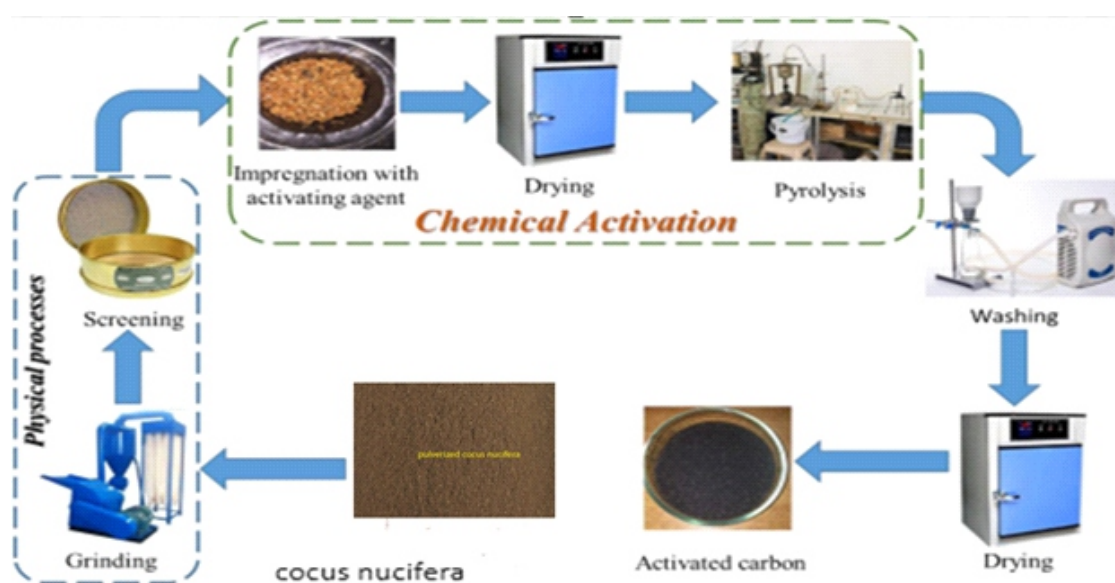 Impregnation with
activating agent
Drying
Pyrolysis
Chemical Activation
Screening
Physical processes
Washing
pulverized cocus nucifera
Grinding
cocus nucifera
Activated carbon
Drying